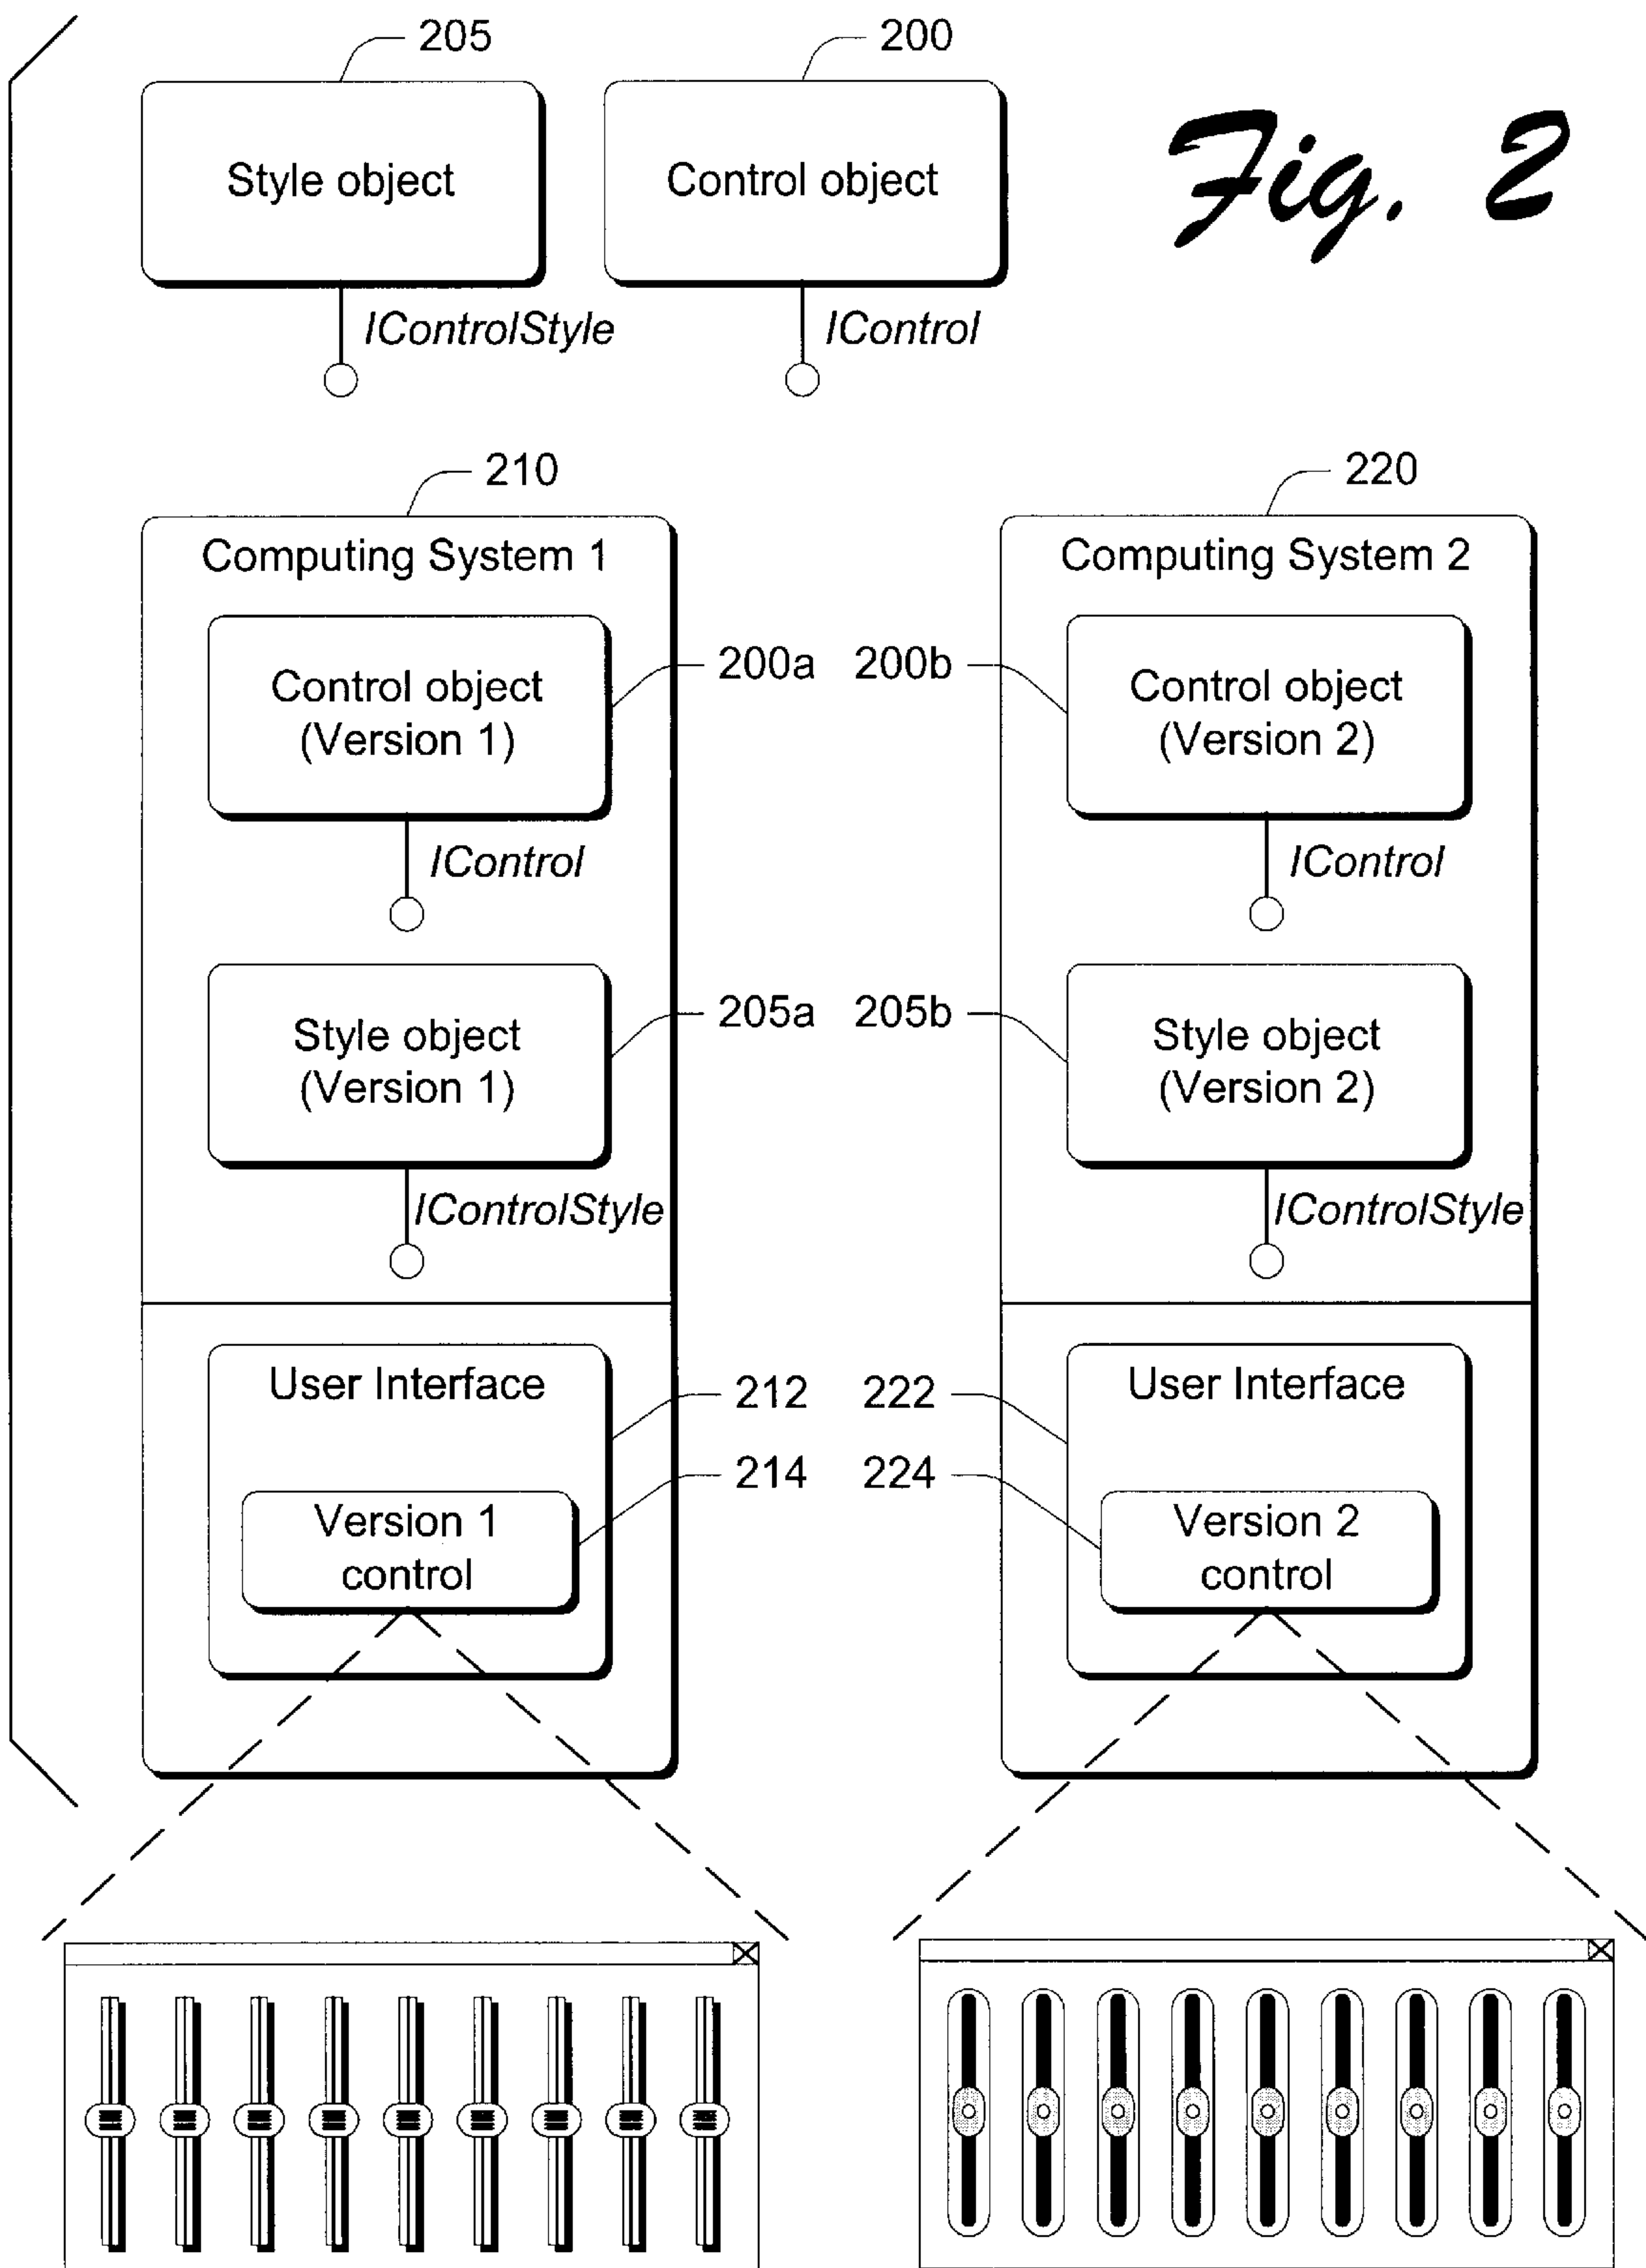 205
200
Style object
Control object
Fig. 2
IControlStyle
IControl
210
220
Computing System 1
Computing System 2
Control object
(Version 1)
200a
200b
Control object
(Version 2)
IControl
IControl
Style object
(Version 1)
205a
205b
Style object
(Version 2)
IControlStyle
IControlStyle
User Interface
212
222
User Interface
214
224
Version 1
control
Version 2
control